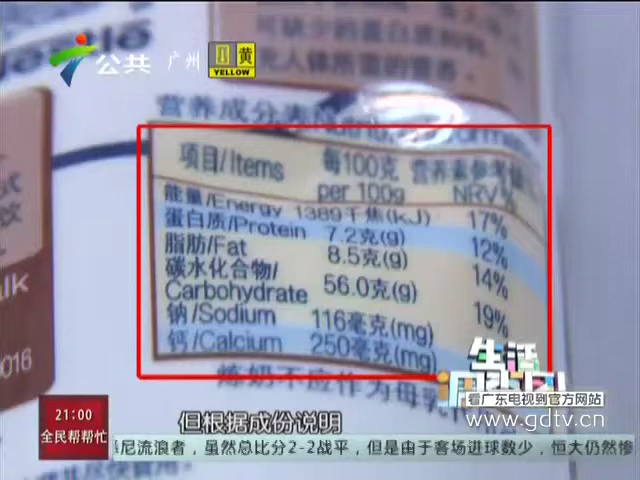 公共
广州
黄
YELLOW
营养成分表
项目/Items 每100克 营养素参考
per 100g NRV%
能量/Energy 1389千焦(kJ) 17%
蛋白质/Protein 7.2克(g) 12%
脂肪/Fat 8.5克(g) 14%
碳水化合物/
Carbohydrate 56.0克(g) 19%
钠/Sodium 116毫克(mg)
钙/Calcium 250毫克(mg)
炼奶不应作为母乳
016
生活
看广东电视到官方网站
www.gdtv.cn
21:00
全民帮帮忙
但根据成份说明
尼流浪者，虽然总比分2-2战平，但是由于客场进球数少，恒大仍然惨